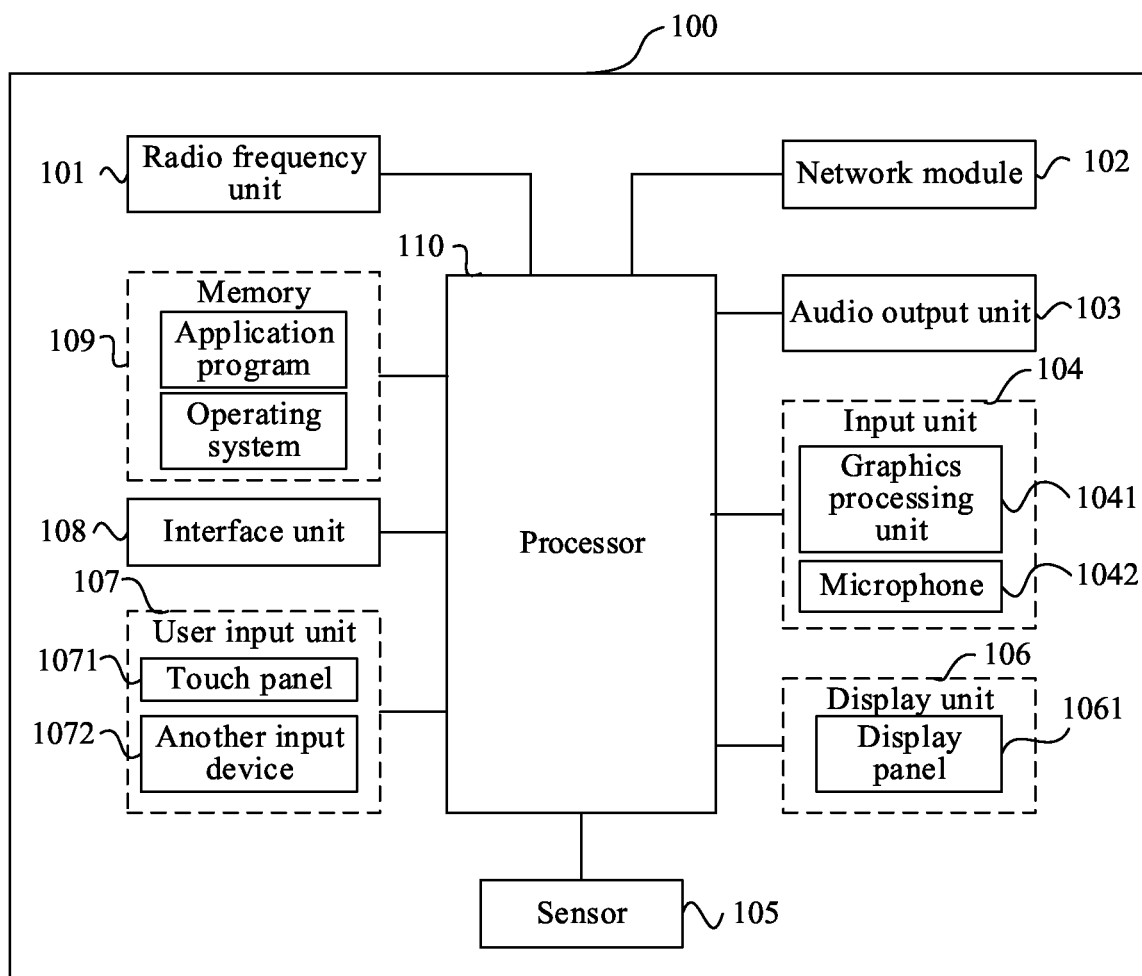 100
101
Radio frequency
unit
Network module
102
110
109
Memory
Application
program
Operating
system
Audio output unit
103
104
Input unit
Graphics
processing
unit
1041
Microphone
1042
108
Interface unit
Processor
107
User input unit
1071
Touch panel
1072
Another input
device
106
Display unit
1061
Display
panel
Sensor
105